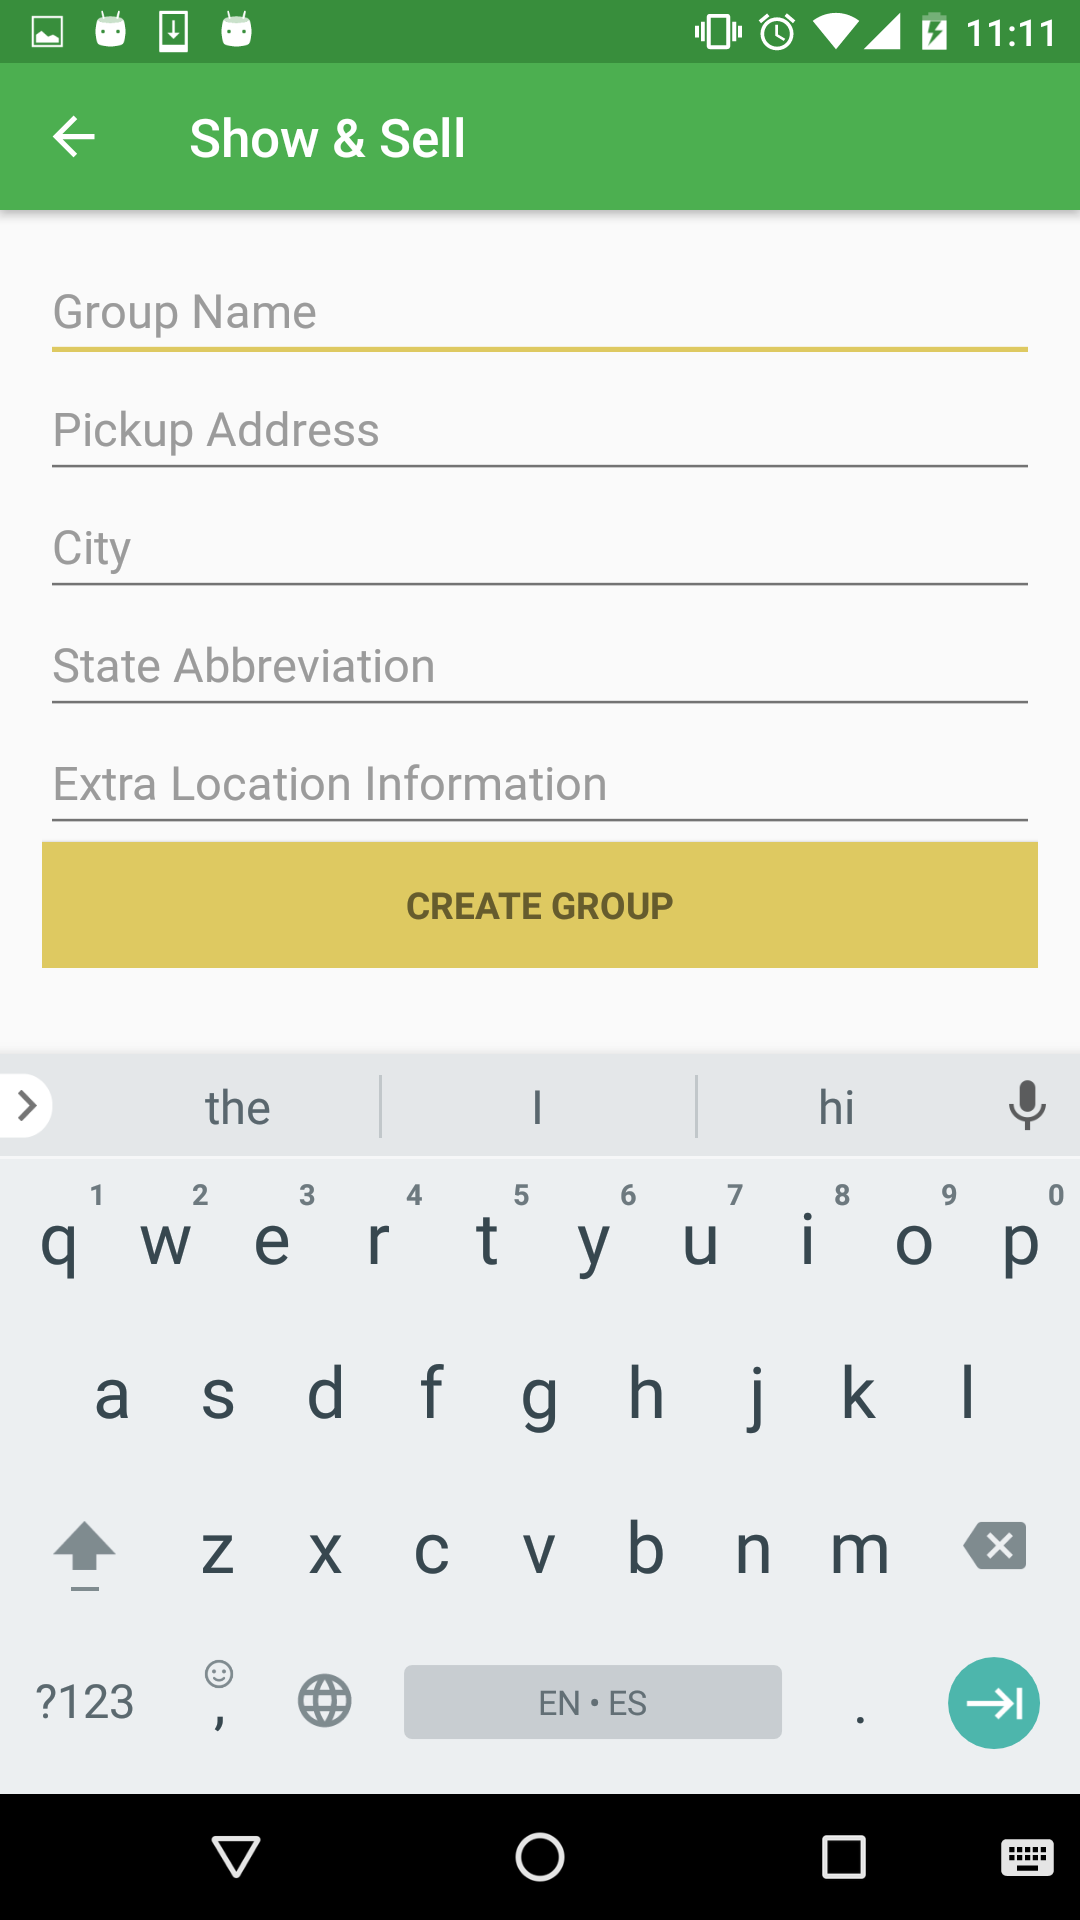 11:11
Show & Sell
Group Name
Pickup Address
City
State Abbreviation
Extra Location Information
CREATE GROUP
the I hi
1 2 3 4 5 6 7 8 9 0
q w e r t y u i o p
a s d f g h j k l
z x c v b n m
?123 , EN • ES .